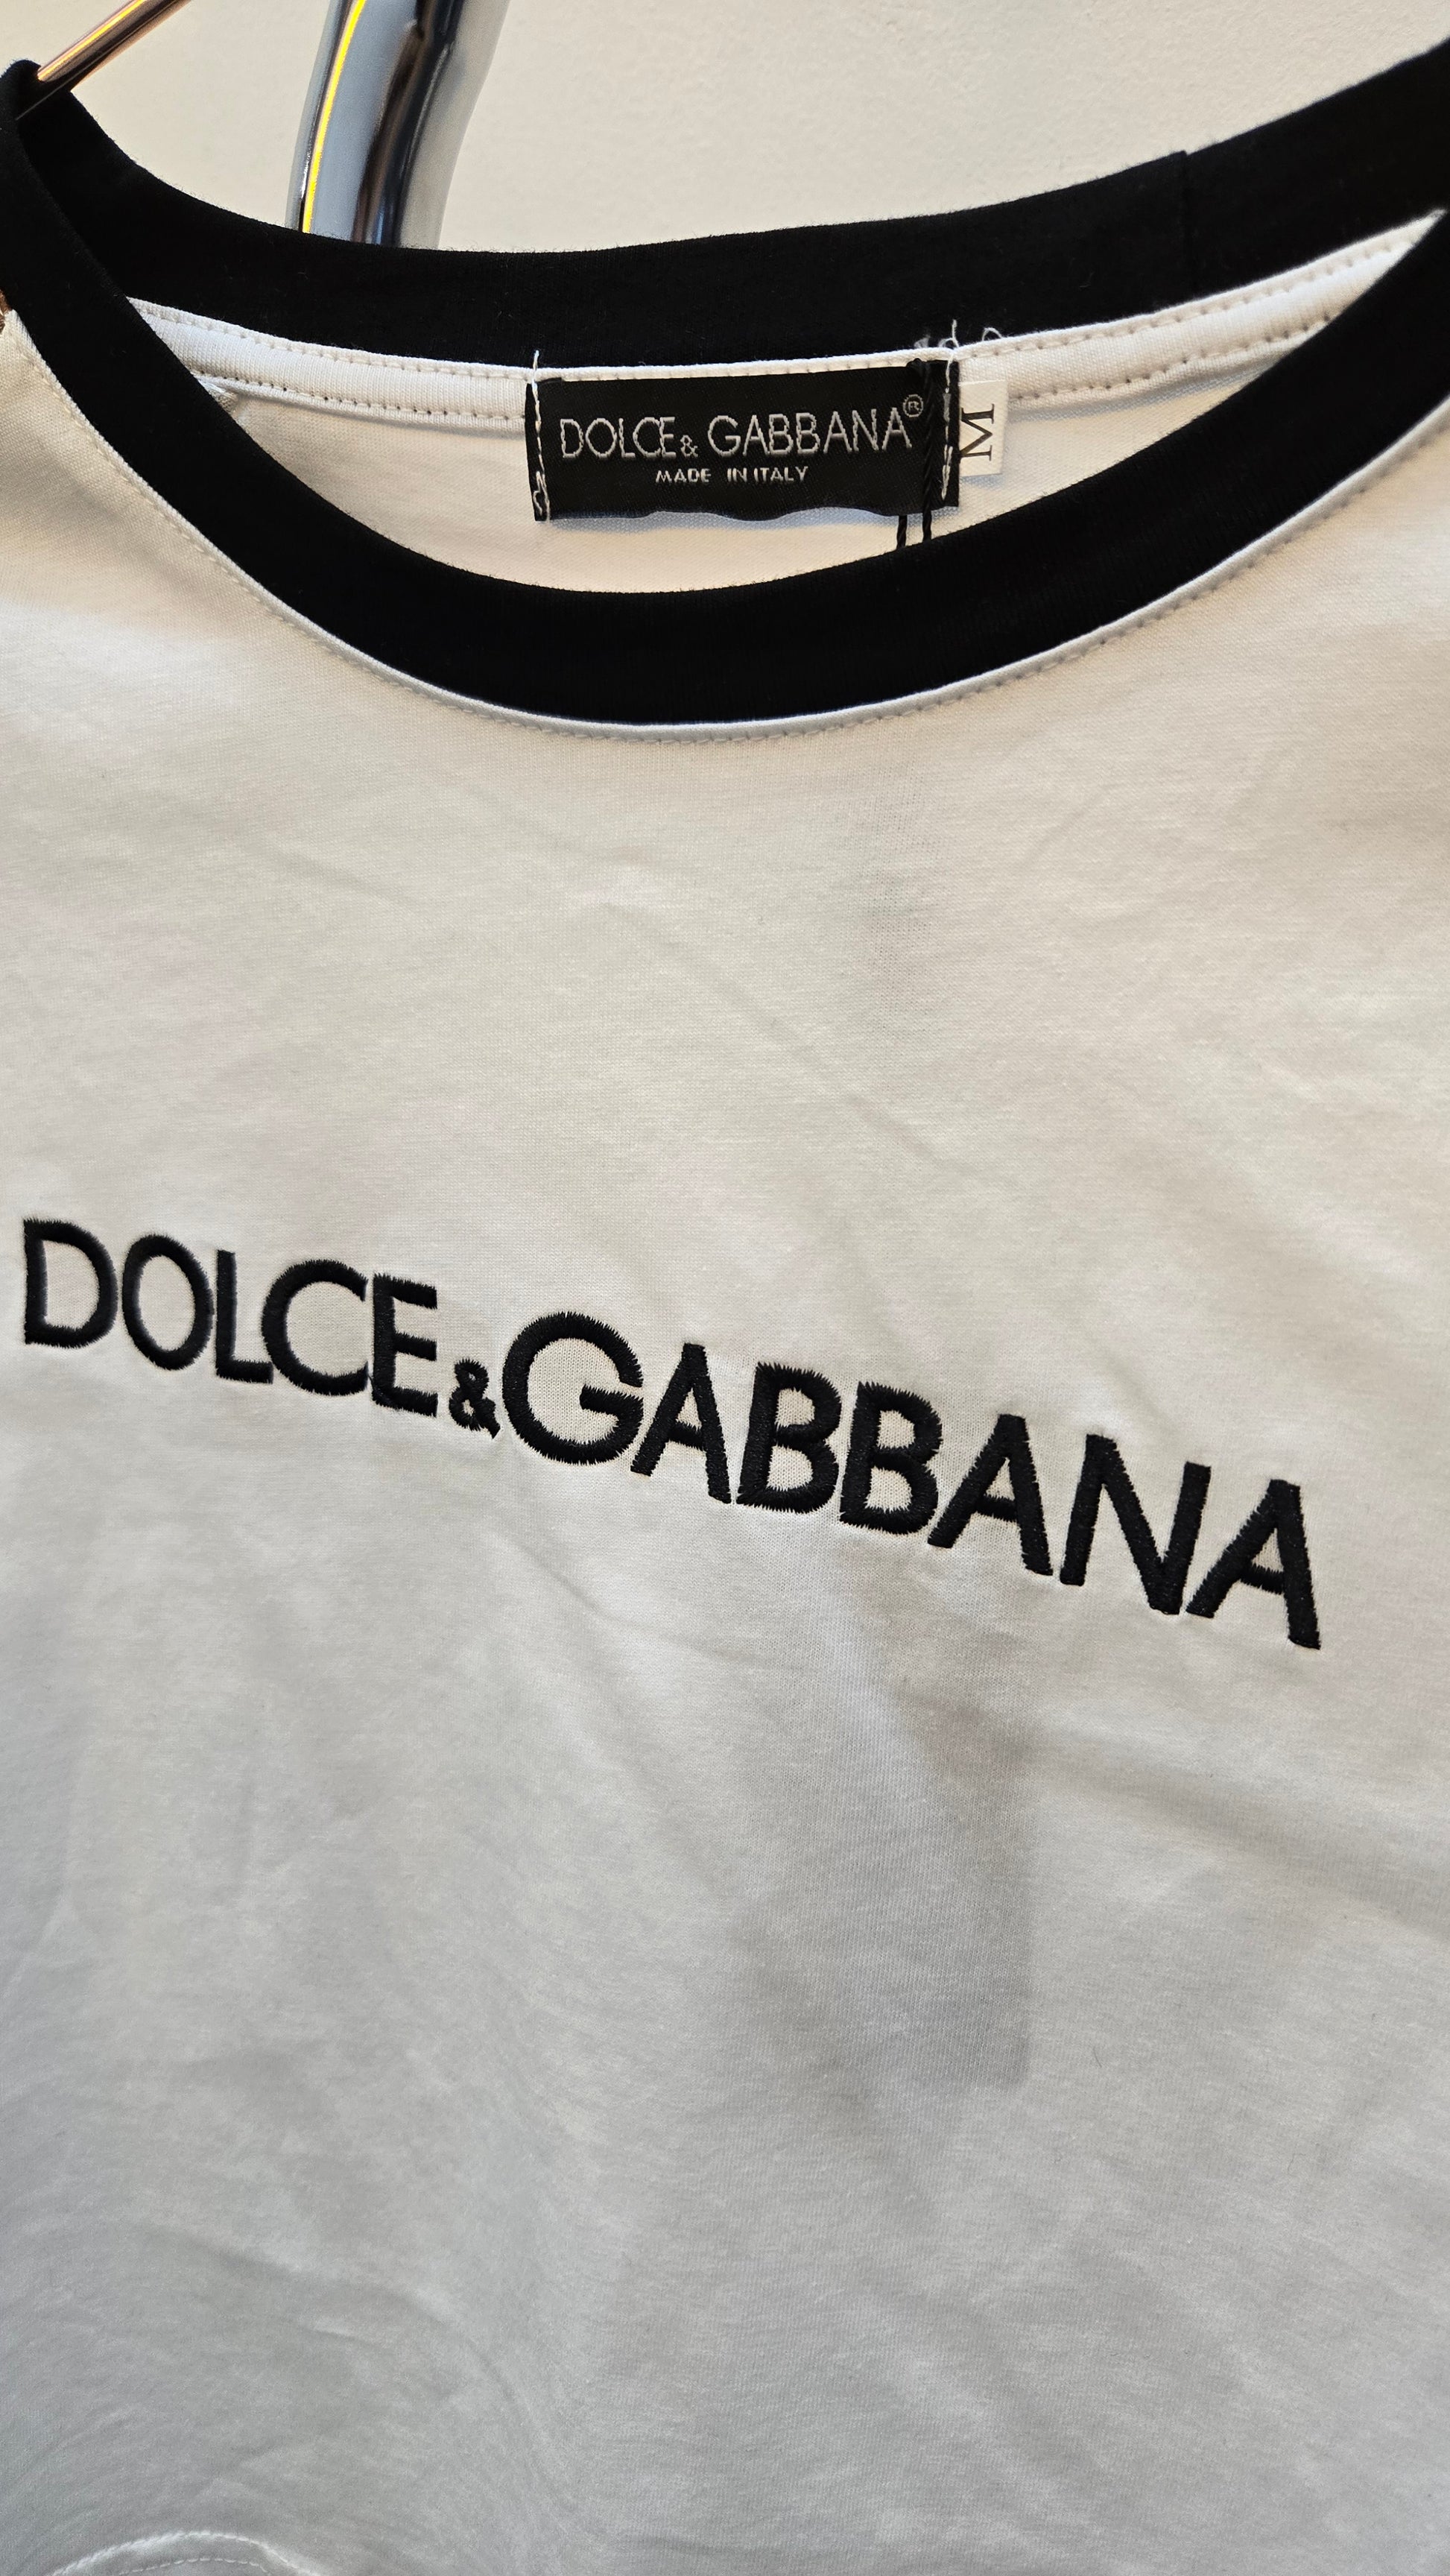 DOLCE & GABBANA®
MADE IN ITALY
M
DOLCE&GABBANA